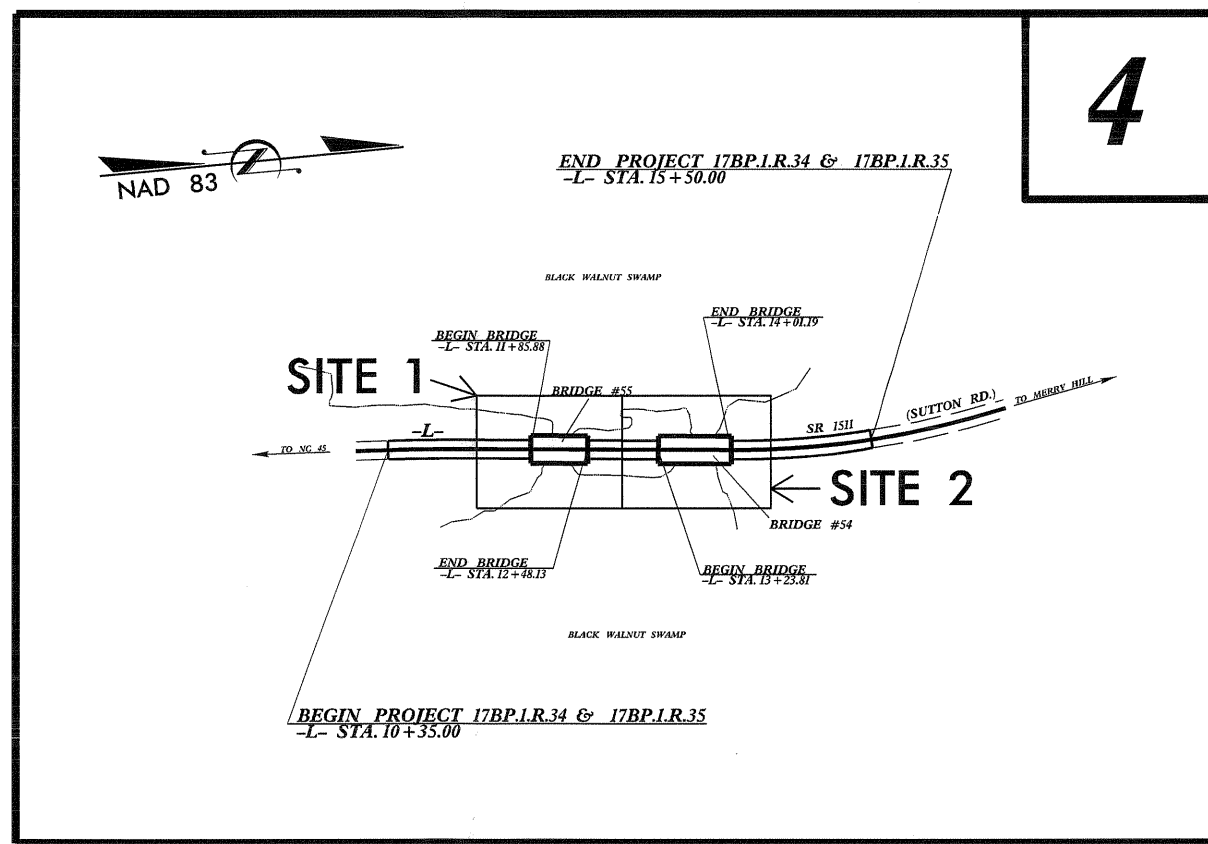 4
NAD 83
END PROJECT 17BP.1.R.34 & 17BP.1.R.35
-L- STA. 15+50.00
BLACK WALNUT SWAMP
END BRIDGE
-L- STA. 14+01.19
BEGIN BRIDGE
-L- STA. 11+85.88
SITE 1
BRIDGE #55
TO MERRY HILL
(SUTTON RD.)
SR 1511
-L-
TO NC 45
SITE 2
BRIDGE #54
END BRIDGE
-L- STA. 12+48.13
BEGIN BRIDGE
-L- STA. 13+23.81
BLACK WALNUT SWAMP
BEGIN PROJECT 17BP.1.R.34 & 17BP.1.R.35
-L- STA. 10+35.00